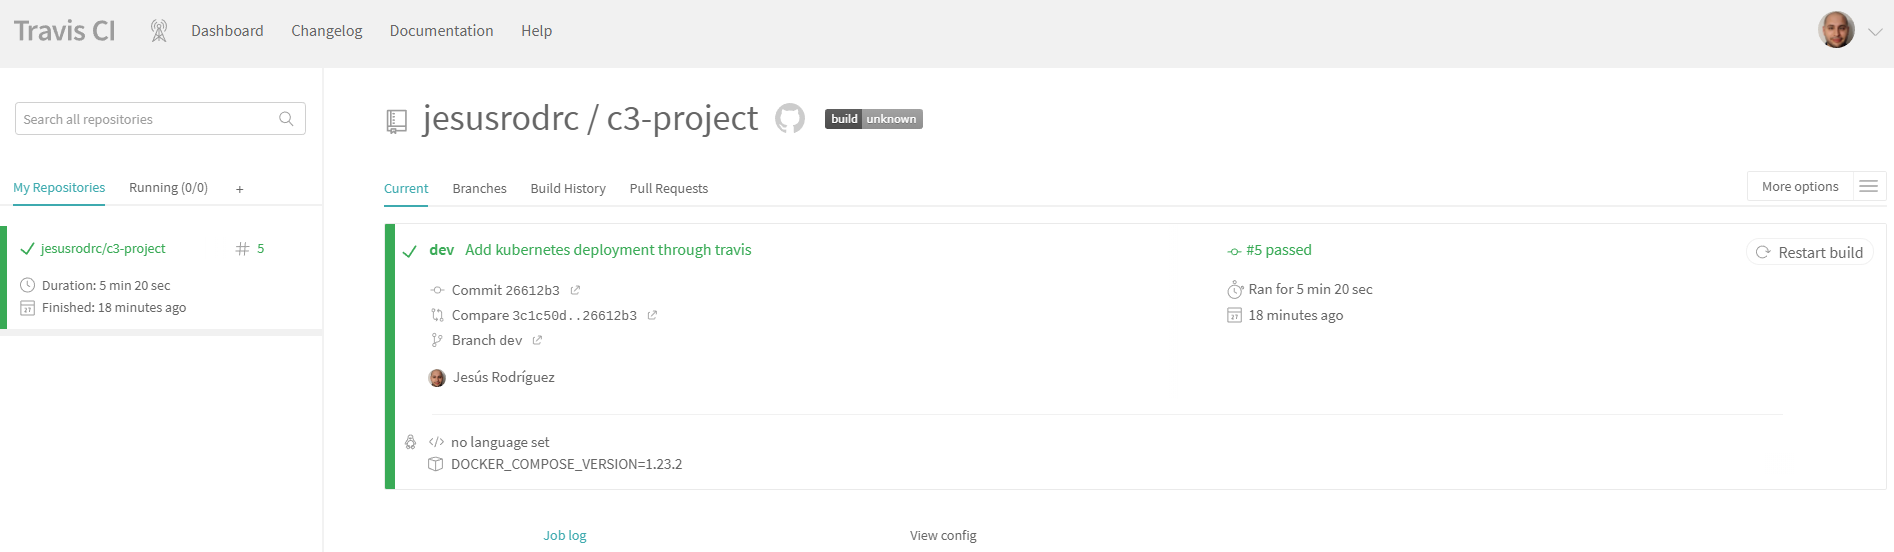 Travis CI
Dashboard
Changelog
Documentation
Help
Search all repositories
My Repositories
Running (0/0)
+
jesusrodrc/c3-project
# 5
Duration: 5 min 20 sec
27
Finished: 18 minutes ago
jesusrodrc / c3-project
build unknown
Current
Branches
Build History
Pull Requests
More options
dev Add kubernetes deployment through travis
#5 passed
Restart build
Commit 26612b3
Ran for 5 min 20 sec
Compare 3c1c50d..26612b3
27
18 minutes ago
Branch dev
Jesús Rodríguez
</> no language set
DOCKER_COMPOSE_VERSION=1.23.2
Job log
View config